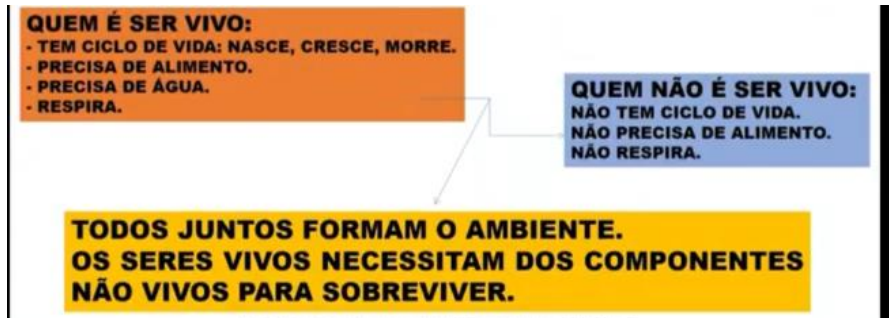 QUEM É SER VIVO:
- TEM CICLO DE VIDA: NASCE, CRESCE, MORRE.
- PRECISA DE ALIMENTO.
- PRECISA DE ÁGUA.
- RESPIRA.
QUEM NÃO É SER VIVO:
NÃO TEM CICLO DE VIDA.
NÃO PRECISA DE ALIMENTO.
NÃO RESPIRA.
TODOS JUNTOS FORMAM O AMBIENTE.
OS SERES VIVOS NECESSITAM DOS COMPONENTES
NÃO VIVOS PARA SOBREVIVER.